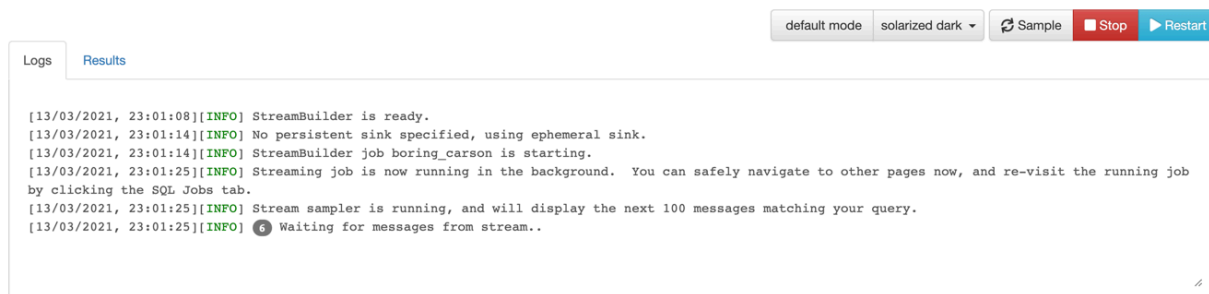 default mode solarized dark Sample Stop Restart
Logs Results
[13/03/2021, 23:01:08][INFO] StreamBuilder is ready.
[13/03/2021, 23:01:14][INFO] No persistent sink specified, using ephemeral sink.
[13/03/2021, 23:01:14][INFO] StreamBuilder job boring_carson is starting.
[13/03/2021, 23:01:25][INFO] Streaming job is now running in the background. You can safely navigate to other pages now, and re-visit the running job
by clicking the SQL Jobs tab.
[13/03/2021, 23:01:25][INFO] Stream sampler is running, and will display the next 100 messages matching your query.
[13/03/2021, 23:01:25][INFO] 6 Waiting for messages from stream..